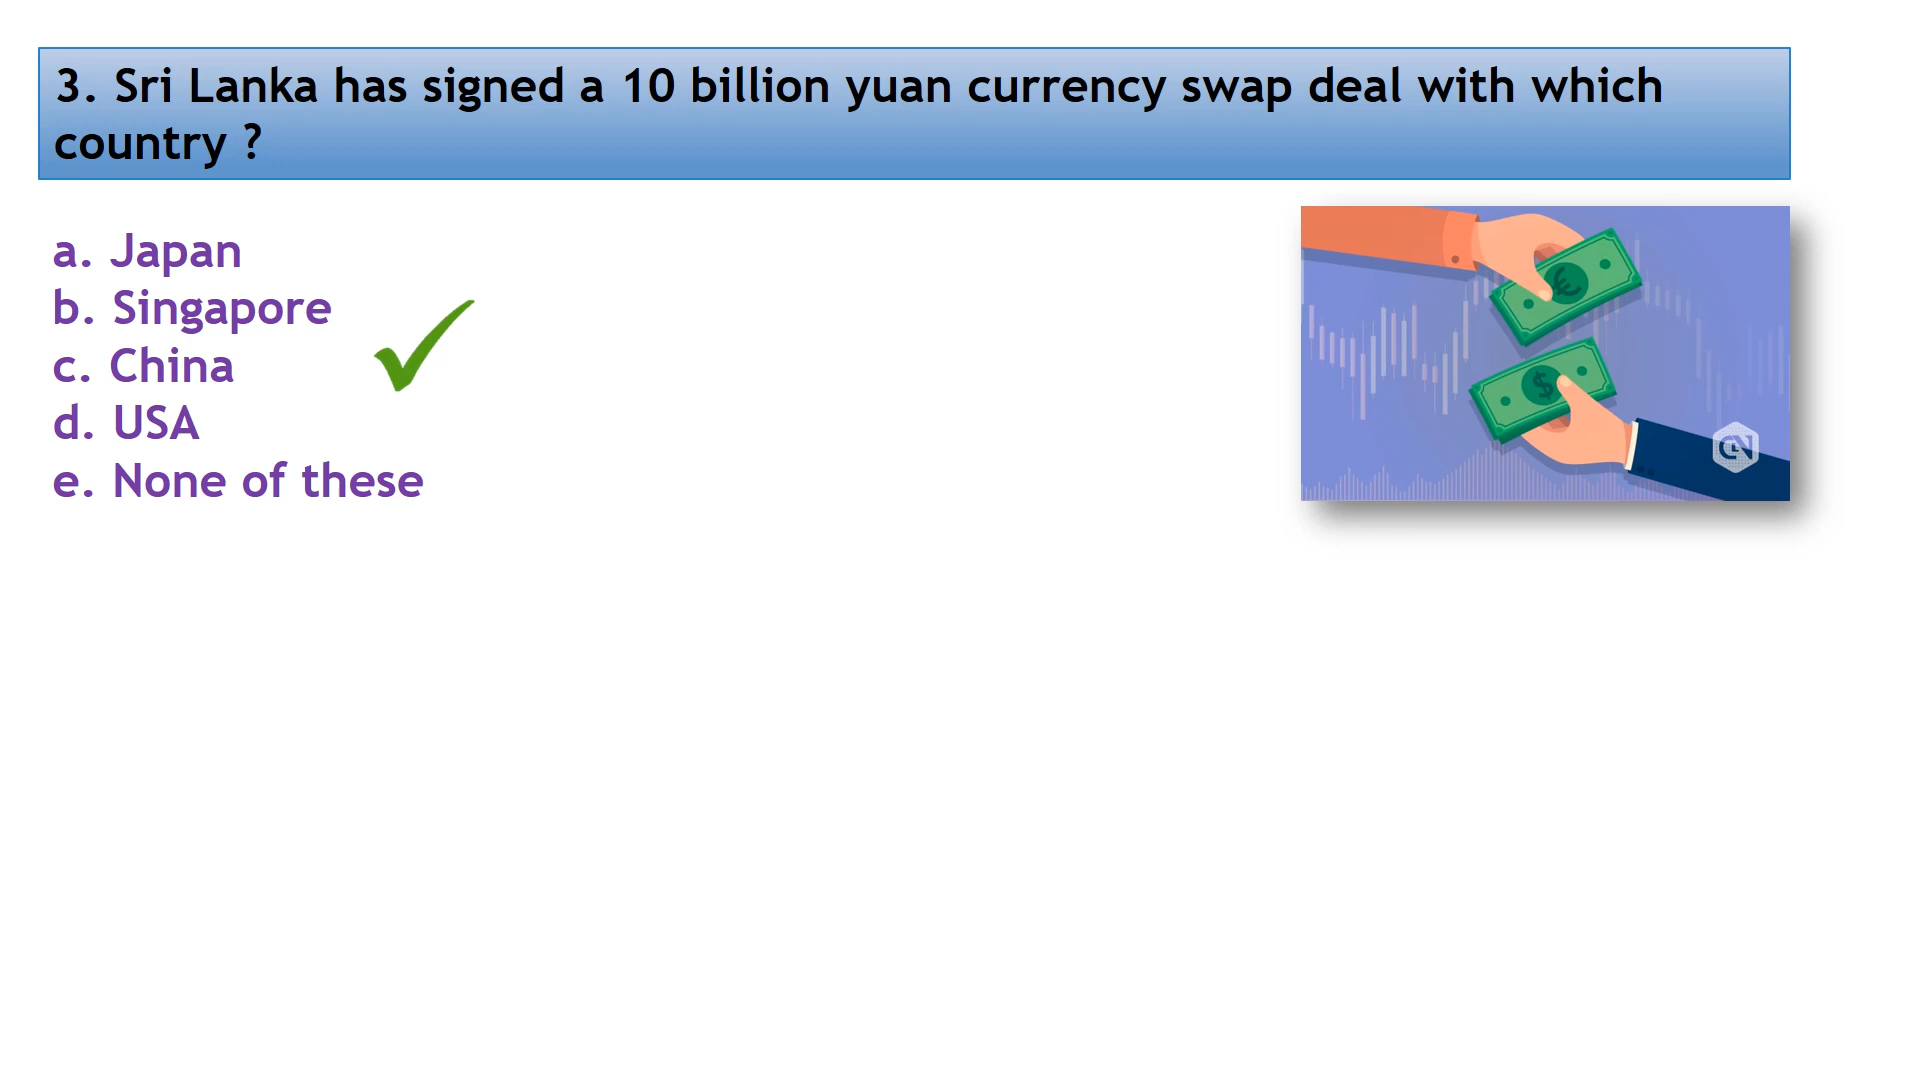 3. Sri Lanka has signed a 10 billion yuan currency swap deal with which
country ?
a. Japan
b. Singapore
c. China
d. USA
e. None of these
€
$